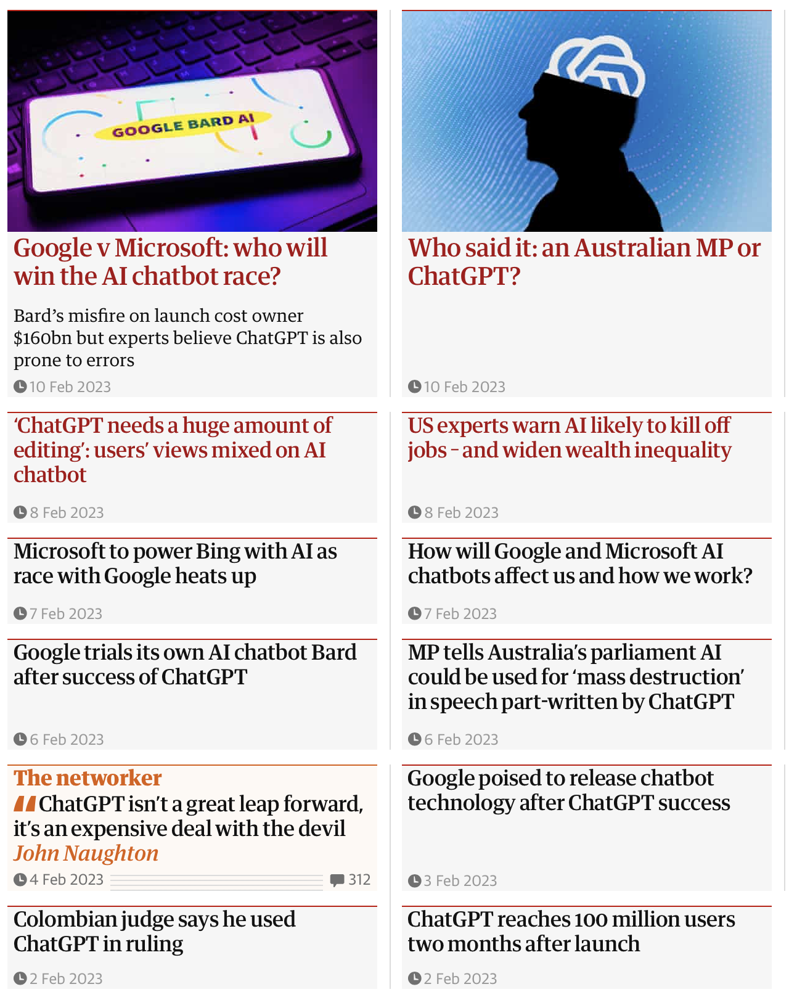 GOOGLE BARD AI
Google v Microsoft: who will
win the AI chatbot race?
Bard’s misfire on launch cost owner
$160bn but experts believe ChatGPT is also
prone to errors
10 Feb 2023
Who said it: an Australian MP or
ChatGPT?
10 Feb 2023
‘ChatGPT needs a huge amount of
editing’: users’ views mixed on AI
chatbot
8 Feb 2023
US experts warn AI likely to kill off
jobs – and widen wealth inequality
8 Feb 2023
Microsoft to power Bing with AI as
race with Google heats up
7 Feb 2023
How will Google and Microsoft AI
chatbots affect us and how we work?
7 Feb 2023
Google trials its own AI chatbot Bard
after success of ChatGPT
6 Feb 2023
MP tells Australia’s parliament AI
could be used for ‘mass destruction’
in speech part-written by ChatGPT
6 Feb 2023
The networker
“ChatGPT isn’t a great leap forward,
it’s an expensive deal with the devil
John Naughton
4 Feb 2023 312
Google poised to release chatbot
technology after ChatGPT success
3 Feb 2023
Colombian judge says he used
ChatGPT in ruling
2 Feb 2023
ChatGPT reaches 100 million users
two months after launch
2 Feb 2023